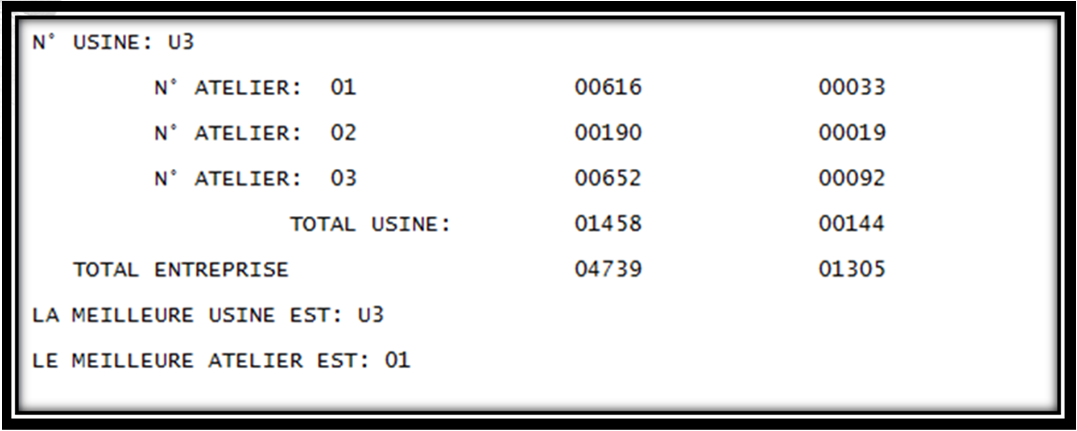 N° USINE: U3
N° ATELIER: 01 00616 00033
N° ATELIER: 02 00190 00019
N° ATELIER: 03 00652 00092
TOTAL USINE: 01458 00144
TOTAL ENTREPRISE 04739 01305
LA MEILLEURE USINE EST: U3
LE MEILLEURE ATELIER EST: 01